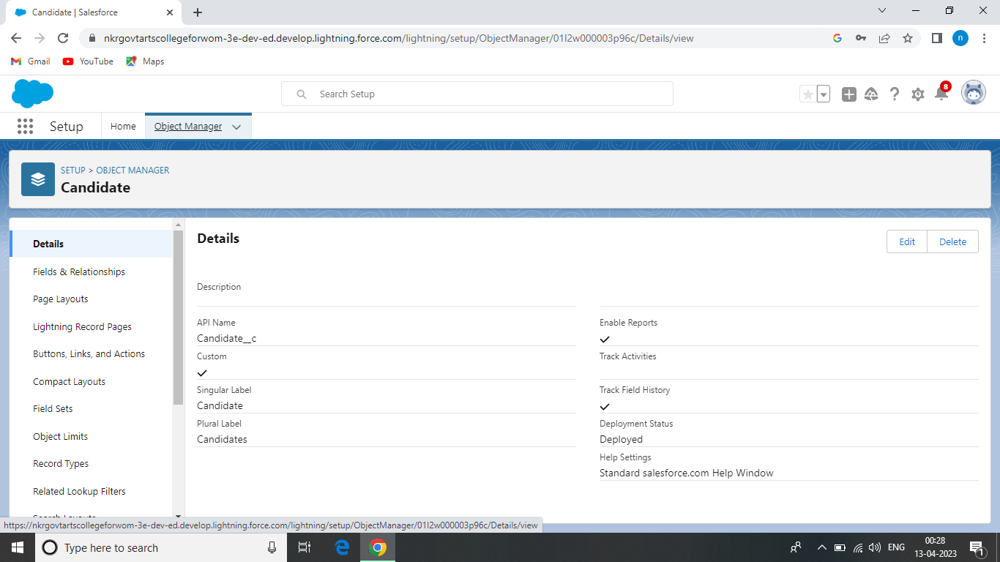 Candidate | Salesforce
nkrgovtartscollegeforwom-3e-dev-ed.develop.lightning.force.com/lightning/setup/ObjectManager/01I2w000003p96c/Details/view
n
Gmail YouTube Maps
Search Setup
8
Setup Home Object Manager
SETUP > OBJECT MANAGER
Candidate
Details
Fields & Relationships
Page Layouts
Lightning Record Pages
Buttons, Links, and Actions
Compact Layouts
Field Sets
Object Limits
Record Types
Related Lookup Filters
Search Layouts
Details
Edit Delete
Description
API Name
Candidate__c
Custom
Singular Label
Candidate
Plural Label
Candidates
Enable Reports
Track Activities
Track Field History
Deployment Status
Deployed
Help Settings
Standard salesforce.com Help Window
https://nkrgovtartscollegeforwom-3e-dev-ed.develop.lightning.force.com/lightning/setup/ObjectManager/01I2w000003p96c/Details/view
Type here to search
ENG
00:28
13-04-2023
1